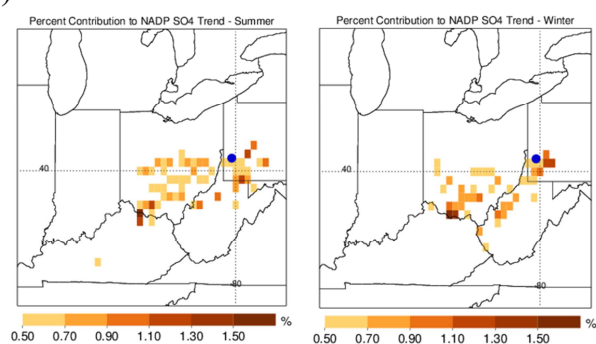 Percent Contribution to NADP SO4 Trend - Summer
40
-80
0.50 0.70 0.90 1.10 1.30 1.50 %
Percent Contribution to NADP SO4 Trend - Winter
40
-80
0.50 0.70 0.90 1.10 1.30 1.50 %